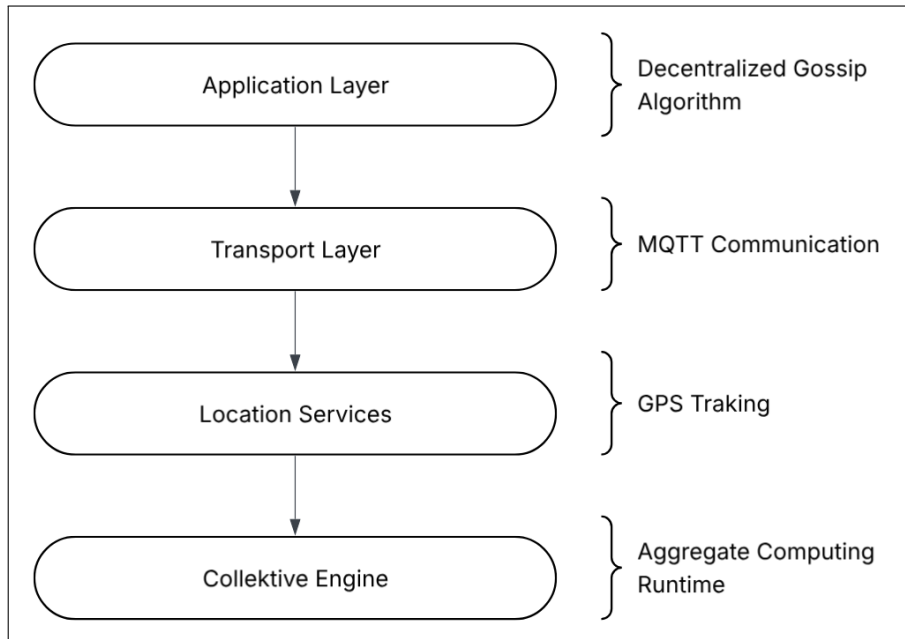 Application Layer
Decentralized Gossip
Algorithm
Transport Layer
MQTT Communication
Location Services
GPS Traking
Collektive Engine
Aggregate Computing
Runtime